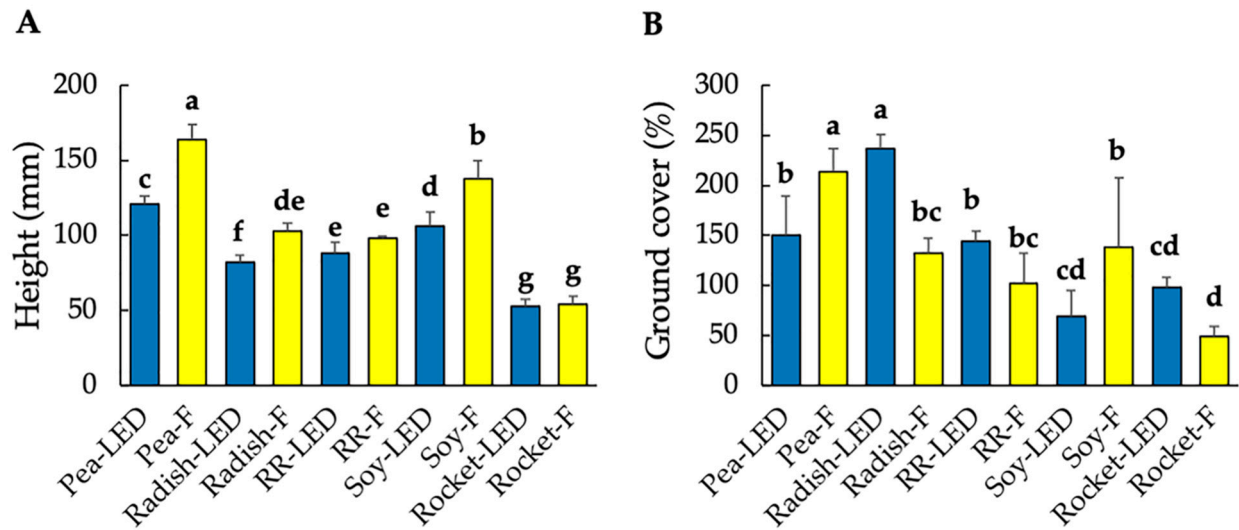 A
Height (mm)
200
150
100
50
0
a
b
c
d
de
e
e
f
g
g
Pea-LED
Pea-F
Radish-LED
Radish-F
RR-LED
RR-F
Soy-LED
Soy-F
Rocket-LED
Rocket-F
B
Ground cover (%)
300
250
200
150
100
50
0
b
a
a
bc
b
bc
cd
b
cd
d
Pea-LED
Pea-F
Radish-LED
Radish-F
RR-LED
RR-F
Soy-LED
Soy-F
Rocket-LED
Rocket-F